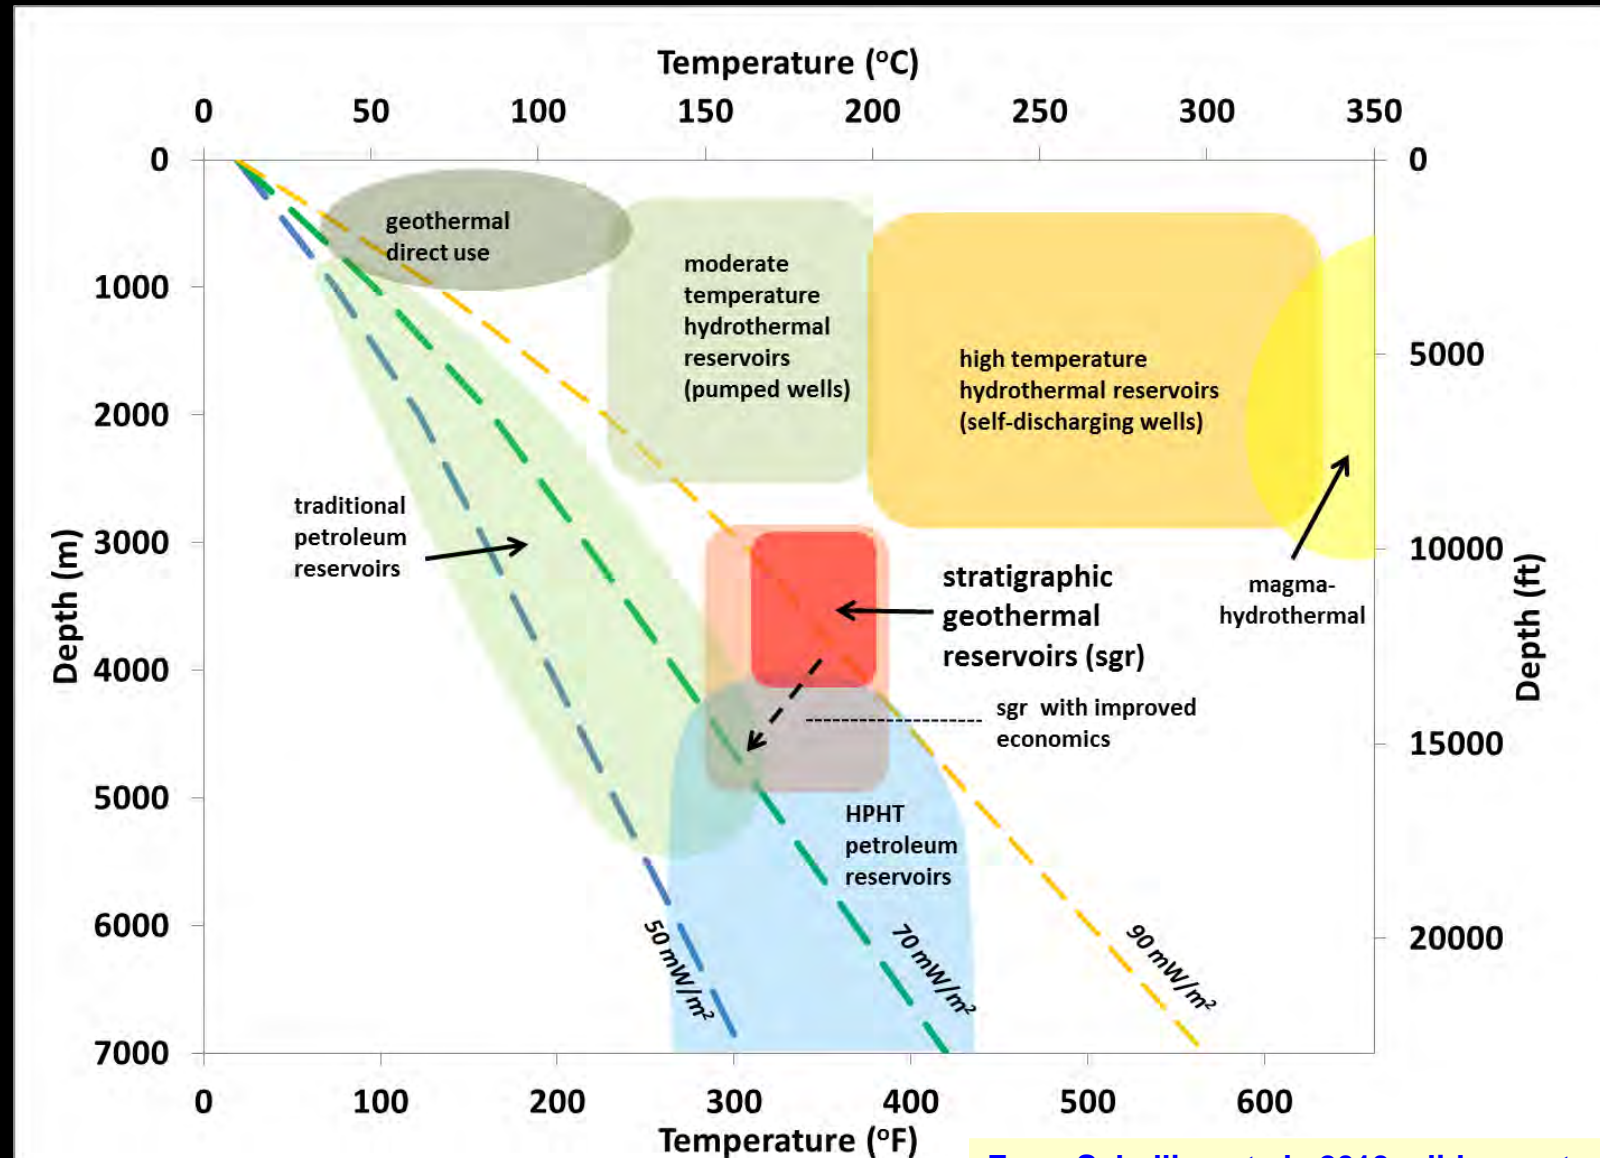 Temperature (°C)
0 50 100 150 200 250 300 350
0
1000
2000
3000
4000
5000
6000
7000
Depth (m)
geothermal
direct use
moderate
temperature
hydrothermal
reservoirs
(pumped wells)
high temperature
hydrothermal reservoirs
(self-discharging wells)
traditional
petroleum
reservoirs
stratigraphic
geothermal
reservoirs (sgr)
magma-
hydrothermal
sgr with improved
economics
HPHT
petroleum
reservoirs
50 mW/m²
70 mW/m²
90 mW/m²
0
5000
10000
15000
20000
Depth (ft)
0 100 200 300 400 500 600
Temperature (°F)